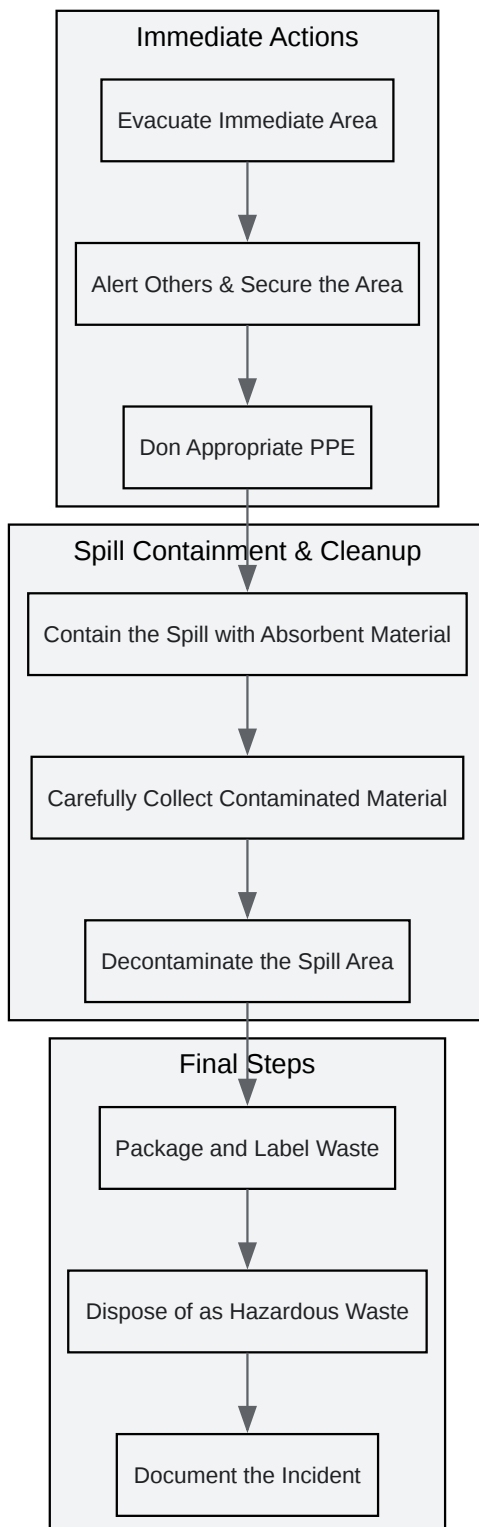 Immediate Actions
Evacuate Immediate Area
Alert Others & Secure the Area
Don Appropriate PPE
Spill Containment & Cleanup
Contain the Spill with Absorbent Material
Carefully Collect Contaminated Material
Decontaminate the Spill Area
Final Steps
Package and Label Waste
Dispose of as Hazardous Waste
Document the Incident